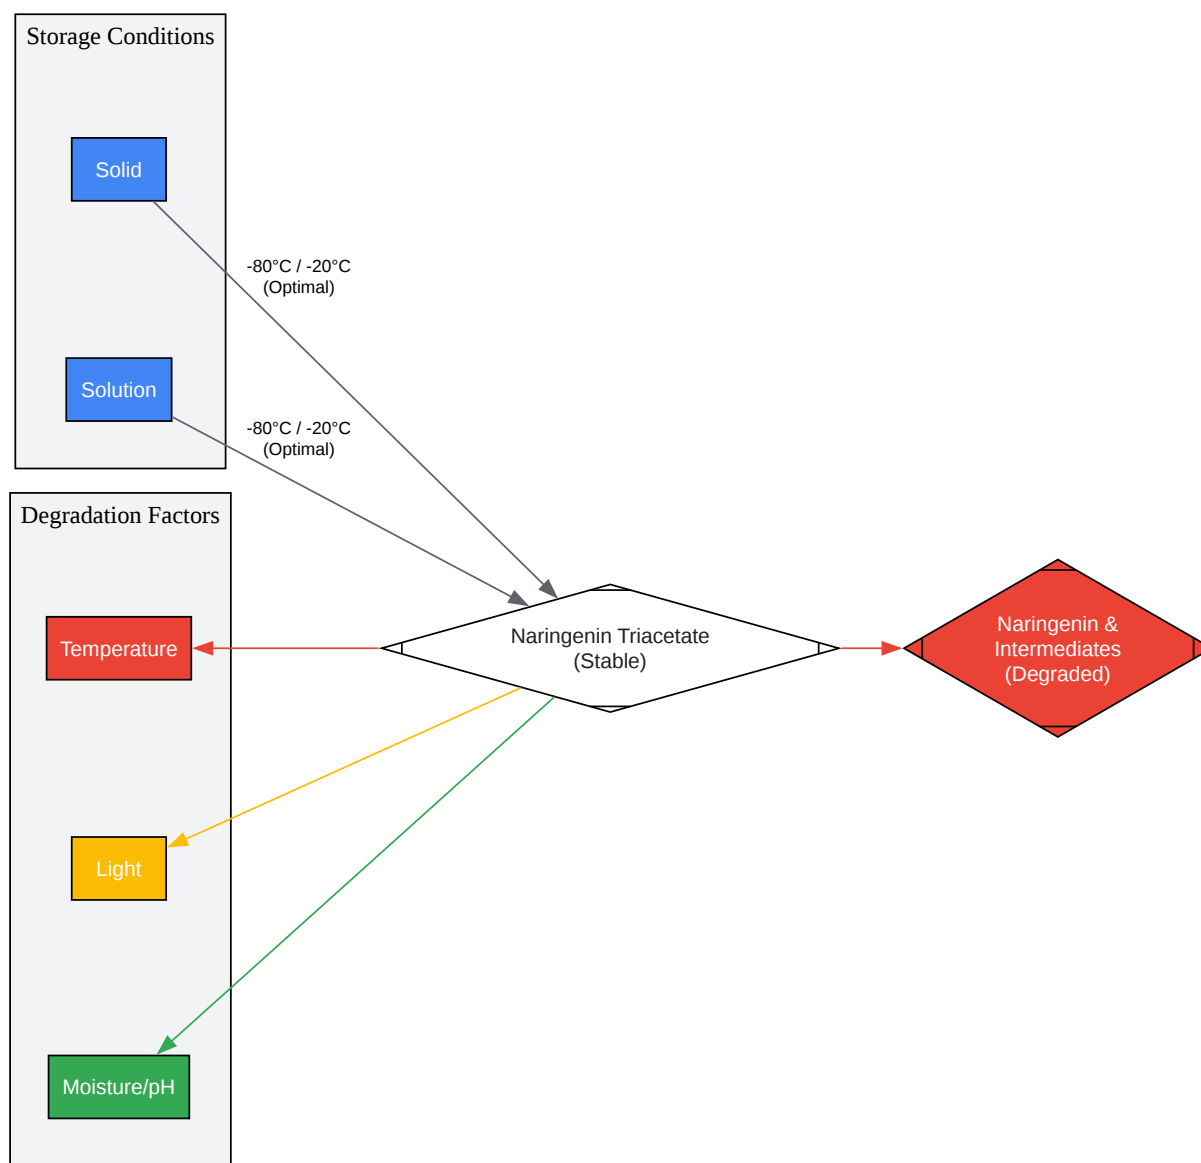 Storage Conditions
Solid
-80°C / -20°C
(Optimal)
Solution
-80°C / -20°C
(Optimal)
Degradation Factors
Temperature
Naringenin Triacetate
(Stable)
Naringenin &
Intermediates
(Degraded)
Light
Moisture/pH